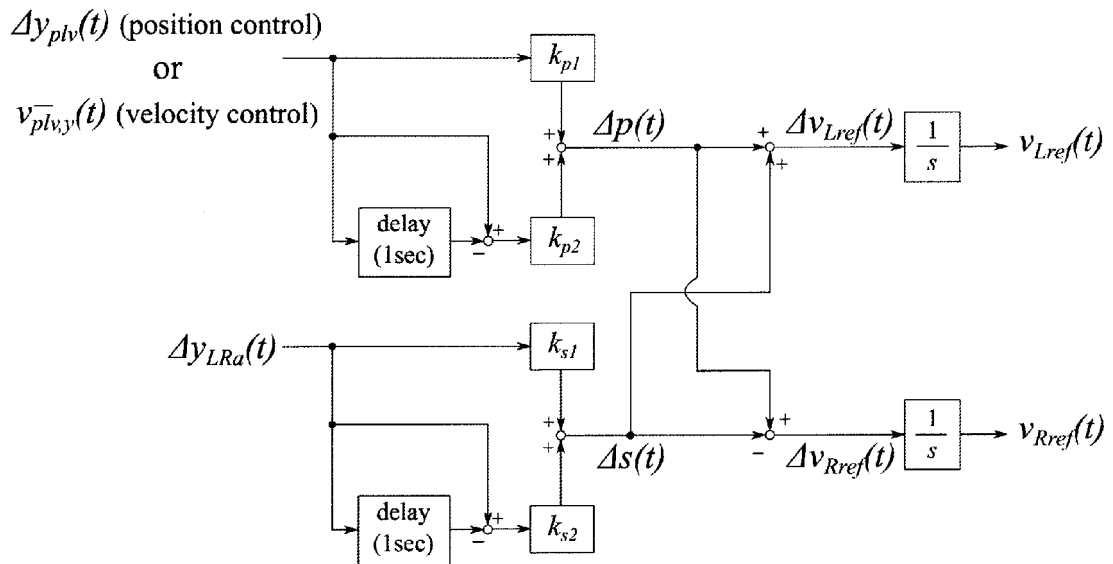 Δy_plv(t) (position control)
or
v_p̅l̅v̅,y(t) (velocity control)
k_p1
+
+
Δp(t)
+
+
Δv_Lref(t)
1
s
v_Lref(t)
delay
(1sec)
+
−
k_p2
Δy_LRa(t)
k_s1
+
+
Δs(t)
+
−
Δv_Rref(t)
1
s
v_Rref(t)
delay
(1sec)
+
−
k_s2